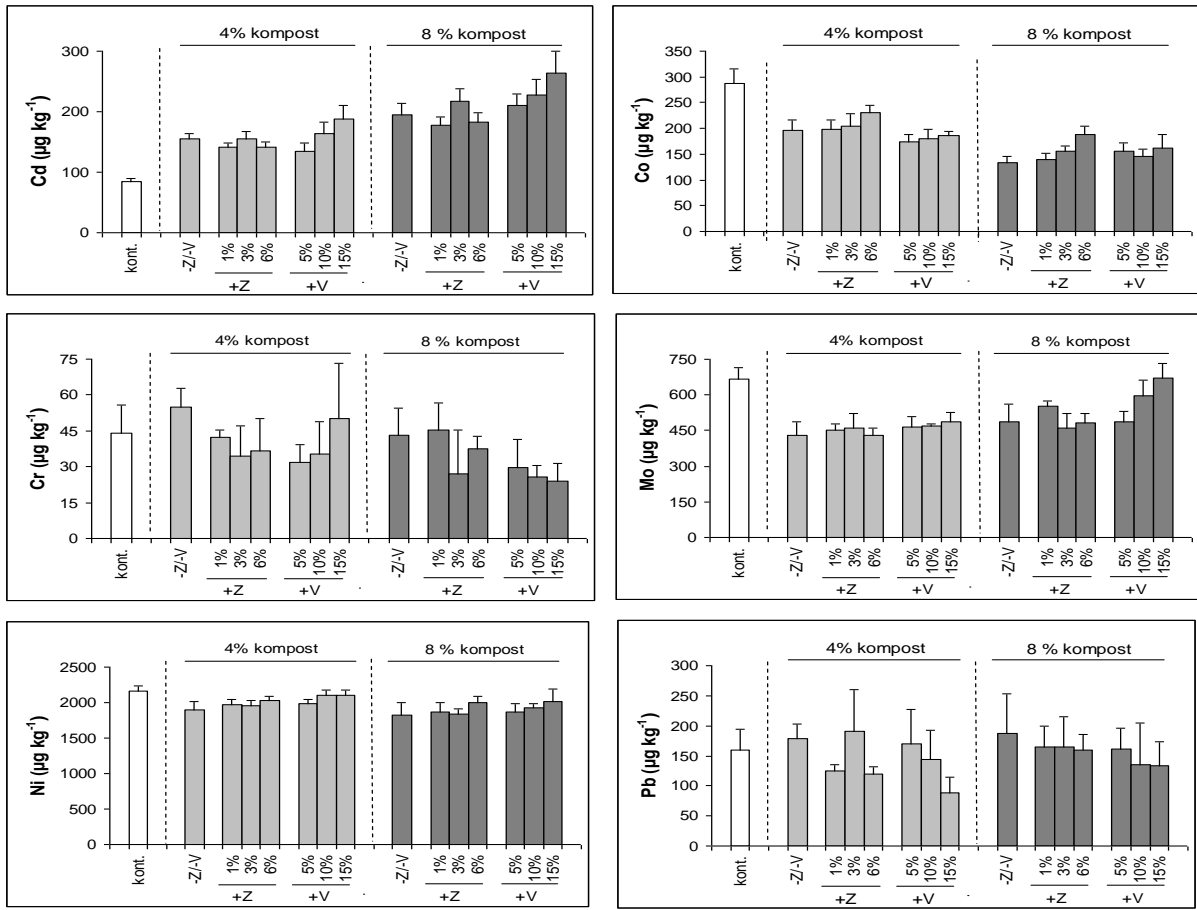 4% kompost 8 % kompost
Cd (µg kg⁻¹)
300
200
100
0
kont. -Z/-V 1% 3% 6% 5% 10% 15% -Z/-V 1% 3% 6% 5% 10% 15%
+Z +V +Z +V
4% kompost 8 % kompost
Co (µg kg⁻¹)
350
300
250
200
150
100
50
0
kont. -Z/-V 1% 3% 6% 5% 10% 15% -Z/-V 1% 3% 6% 5% 10% 15%
+Z +V +Z +V
4% kompost 8 % kompost
Cr (µg kg⁻¹)
75
60
45
30
15
0
kont. -Z/-V 1% 3% 6% 5% 10% 15% -Z/-V 1% 3% 6% 5% 10% 15%
+Z +V +Z +V
4% kompost 8 % kompost
Mo (µg kg⁻¹)
750
600
450
300
150
0
kont. -Z/-V 1% 3% 6% 5% 10% 15% -Z/-V 1% 3% 6% 5% 10% 15%
+Z +V +Z +V
4% kompost 8 % kompost
Ni (µg kg⁻¹)
2500
2000
1500
1000
500
0
kont. -Z/-V 1% 3% 6% 5% 10% 15% -Z/-V 1% 3% 6% 5% 10% 15%
+Z +V +Z +V
4% kompost 8 % kompost
Pb (µg kg⁻¹)
300
250
200
150
100
50
0
kont. -Z/-V 1% 3% 6% 5% 10% 15% -Z/-V 1% 3% 6% 5% 10% 15%
+Z +V +Z +V